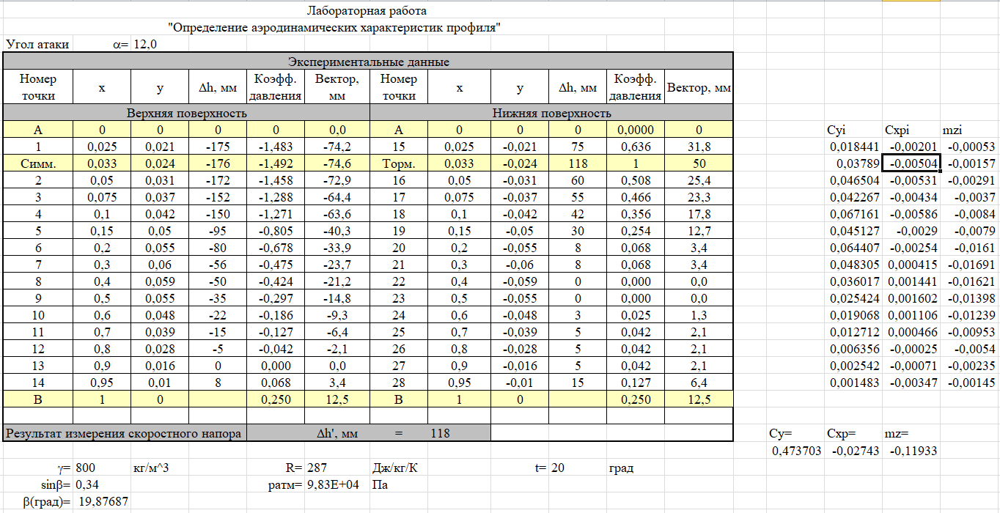 Лабораторная работа
"Определение аэродинамических характеристик профиля"
Угол атаки α= 12,0
Экспериментальные данные
Номер точки x y Δh, мм Коэфф. давления Вектор, мм Номер точки x y Δh, мм Коэфф. давления Вектор, мм
Верхняя поверхность Нижняя поверхность
A 0 0 0 0 0,0 A 0 0 0 0,0000 0 Cyi Cxpi mzi
1 0,025 0,021 -175 -1,483 -74,2 15 0,025 -0,021 75 0,636 31,8 0,018441 -0,00201 -0,00053
Симм. 0,033 0,024 -176 -1,492 -74,6 Торм. 0,033 -0,024 118 1 50 0,03789 -0,00504 -0,00157
2 0,05 0,031 -172 -1,458 -72,9 16 0,05 -0,031 60 0,508 25,4 0,046504 -0,00531 -0,00291
3 0,075 0,037 -152 -1,288 -64,4 17 0,075 -0,037 55 0,466 23,3 0,042267 -0,00434 -0,0037
4 0,1 0,042 -150 -1,271 -63,6 18 0,1 -0,042 42 0,356 17,8 0,067161 -0,00586 -0,0084
5 0,15 0,05 -95 -0,805 -40,3 19 0,15 -0,05 30 0,254 12,7 0,045127 -0,0029 -0,0079
6 0,2 0,055 -80 -0,678 -33,9 20 0,2 -0,055 8 0,068 3,4 0,064407 -0,00254 -0,0161
7 0,3 0,06 -56 -0,475 -23,7 21 0,3 -0,06 8 0,068 3,4 0,048305 0,000415 -0,01691
8 0,4 0,059 -50 -0,424 -21,2 22 0,4 -0,059 0 0,000 0,0 0,036017 0,001441 -0,01621
9 0,5 0,055 -35 -0,297 -14,8 23 0,5 -0,055 0 0,000 0,0 0,025424 0,001602 -0,01398
10 0,6 0,048 -22 -0,186 -9,3 24 0,6 -0,048 3 0,025 1,3 0,019068 0,001106 -0,01239
11 0,7 0,039 -15 -0,127 -6,4 25 0,7 -0,039 5 0,042 2,1 0,012712 0,000466 -0,00953
12 0,8 0,028 -5 -0,042 -2,1 26 0,8 -0,028 5 0,042 2,1 0,006356 -0,00025 -0,0054
13 0,9 0,016 0 0,000 0,0 27 0,9 -0,016 5 0,042 2,1 0,002542 -0,00071 -0,00235
14 0,95 0,01 8 0,068 3,4 28 0,95 -0,01 15 0,127 6,4 0,001483 -0,00347 -0,00145
B 1 0 0,250 12,5 B 1 0 0,250 12,5
Результат измерения скоростного напора Δh', мм = 118 Cy= Cxp= mz=
0,473703 -0,02743 -0,11933
γ= 800 кг/м^3 R= 287 Дж/кг/К t= 20 град
sinβ= 0,34 ратм= 9,83E+04 Па
β(град)= 19,87687